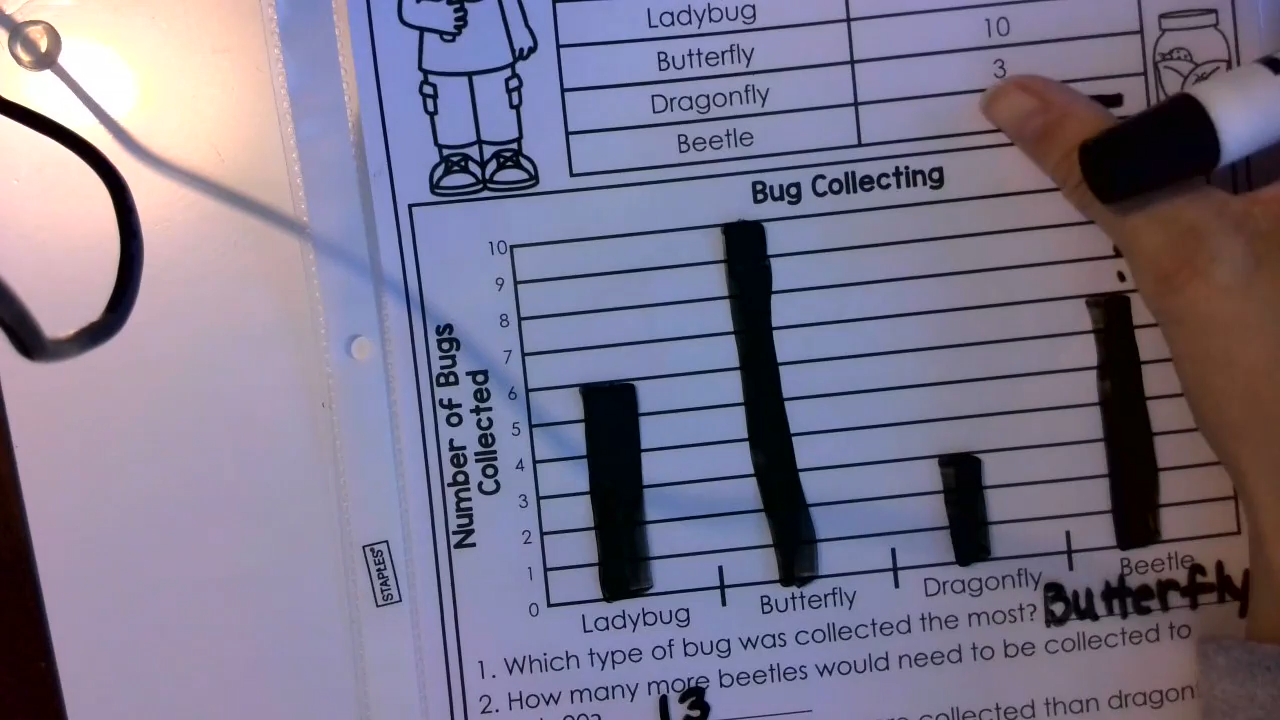 Ladybug
Butterfly 10
Dragonfly 3
Beetle
Bug Collecting
Number of Bugs
Collected
10
9
8
7
6
5
4
3
2
1
0
Ladybug Butterfly Dragonfly Beetle
STAPLES
1. Which type of bug was collected the most? Butterfly
2. How many more beetles would need to be collected to
13
collected than dragon